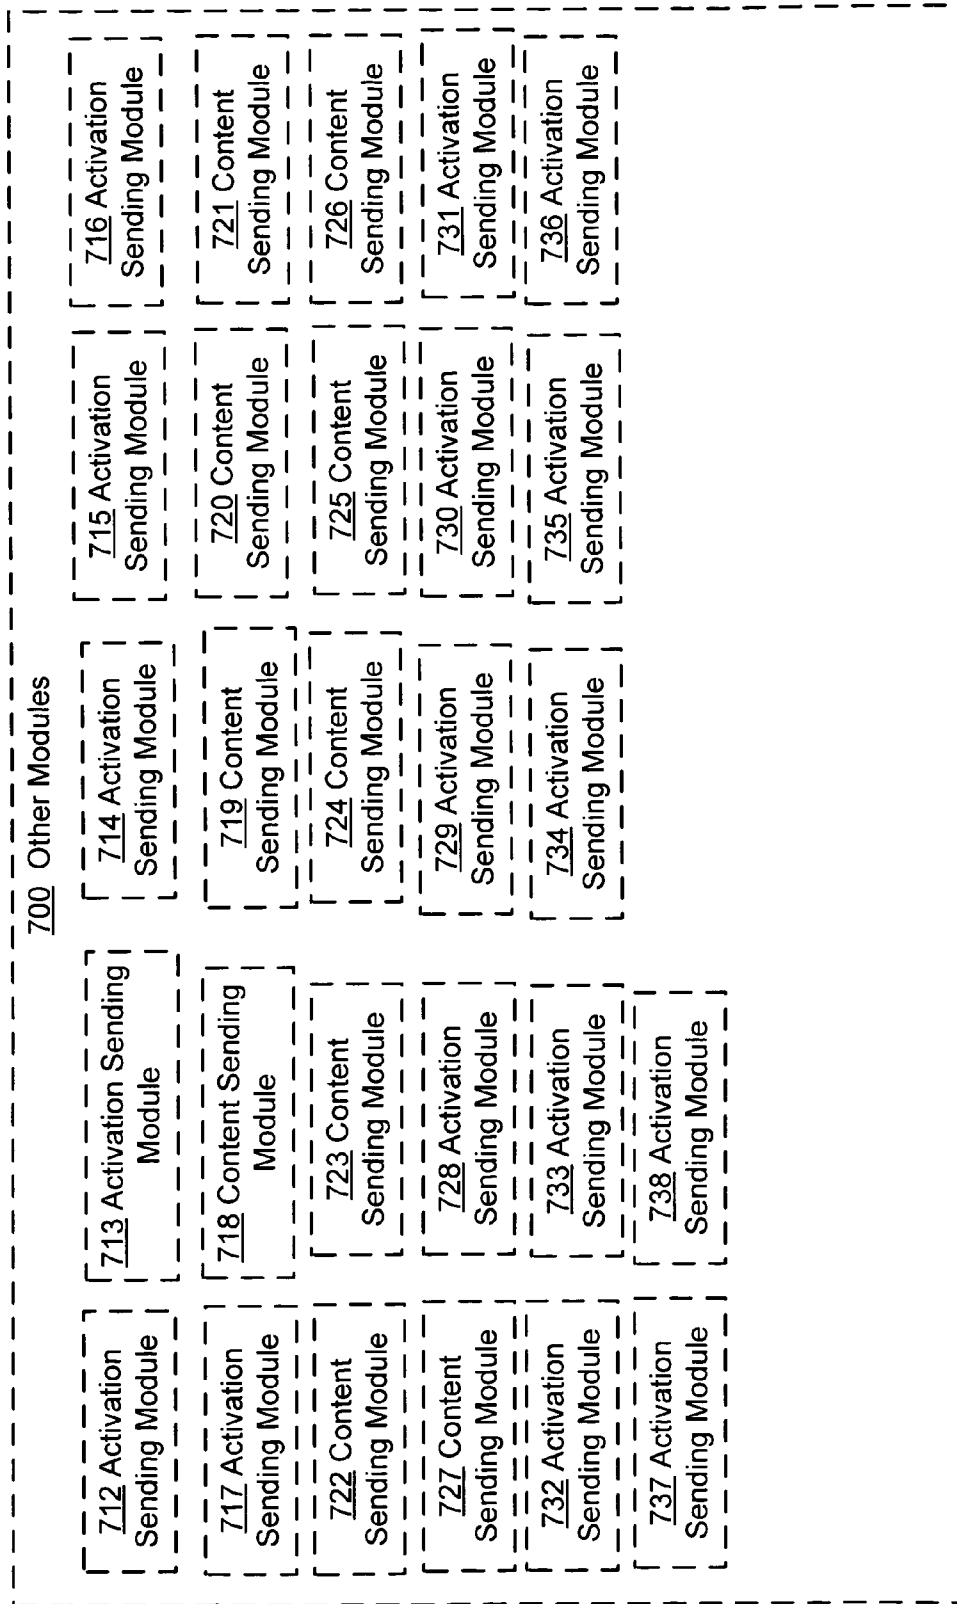 700 Other Modules
712 Activation
Sending Module
713 Activation Sending
Module
714 Activation
Sending Module
715 Activation
Sending Module
716 Activation
Sending Module
717 Activation
Sending Module
718 Content Sending
Module
719 Content
Sending Module
720 Content
Sending Module
721 Content
Sending Module
722 Content
Sending Module
723 Content
Sending Module
724 Content
Sending Module
725 Content
Sending Module
726 Content
Sending Module
727 Content
Sending Module
728 Activation
Sending Module
729 Activation
Sending Module
730 Activation
Sending Module
731 Activation
Sending Module
732 Activation
Sending Module
733 Activation
Sending Module
734 Activation
Sending Module
735 Activation
Sending Module
736 Activation
Sending Module
737 Activation
Sending Module
738 Activation
Sending Module